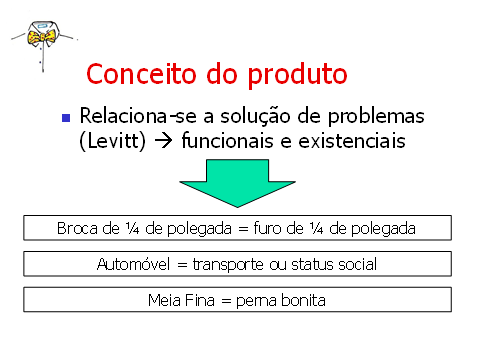 Conceito do produto
Relaciona-se a solução de problemas
(Levitt) → funcionais e existenciais
Broca de ¼ de polegada = furo de ¼ de polegada
Automóvel = transporte ou status social
Meia Fina = perna bonita